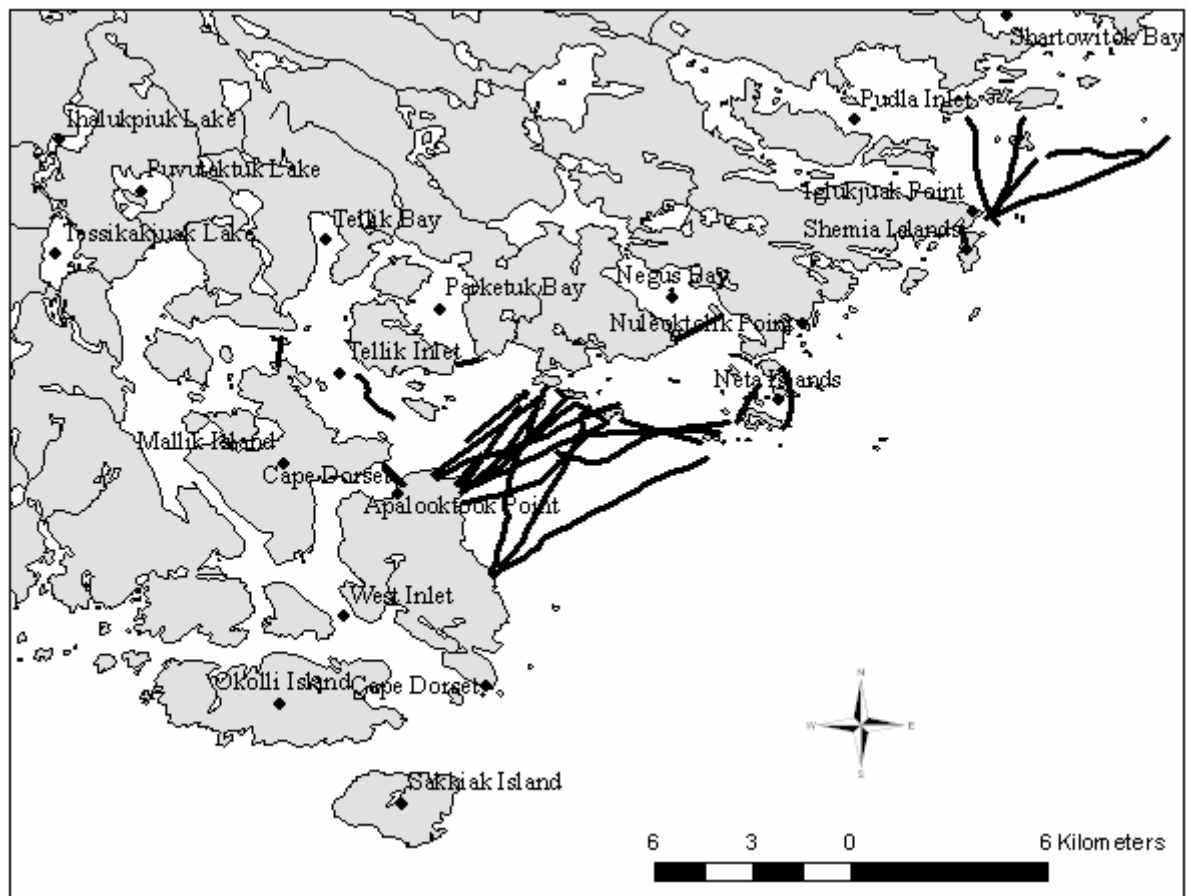 Shartowitok Bay
Pudla Inlet
Ihalukpiuk Lake
Puvutaktuk Lake
Iglukjuak Point
Tellik Bay
Shemia Islands
Tessikakjuak Lake
Negus Bay
Parketuk Bay
Nuleoktolik Point
Tellik Inlet
Neta Islands
Mallik Island
Cape Dorset
Apalooktook Point
West Inlet
Okolli Island
Cape Dorset
N
W
E
S
Sakkiak Island
6 3 0 6 Kilometers